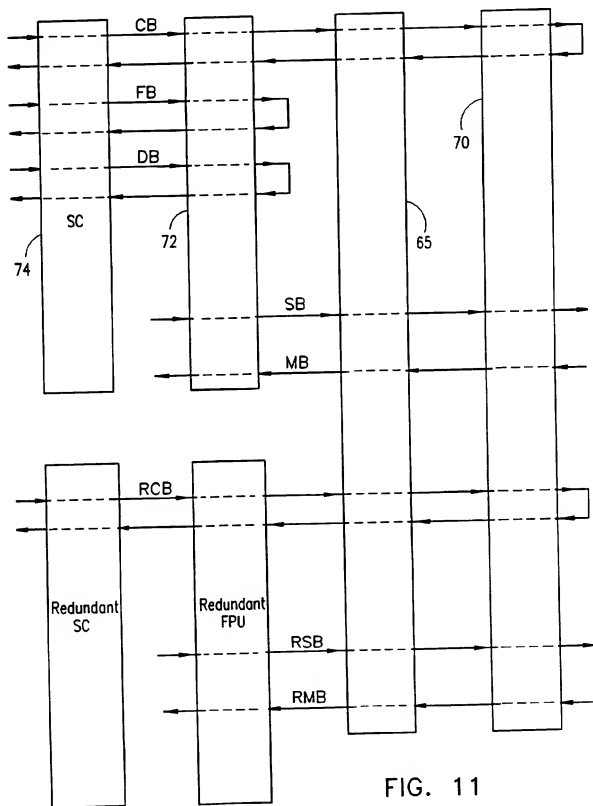 CB
FB
70
DB
SC
72
65
74
SB
MB
RCB
Redundant
SC
Redundant
FPU
RSB
RMB
FIG. 11